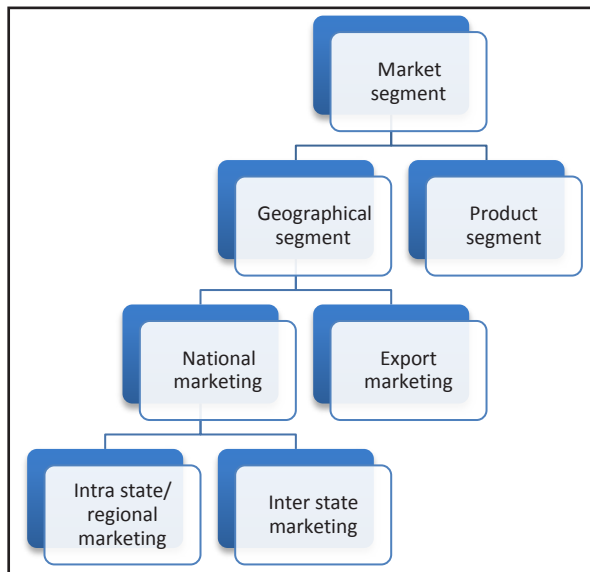 Market
segment
Geographical
segment
Product
segment
National
marketing
Export
marketing
Intra state/
regional
marketing
Inter state
marketing